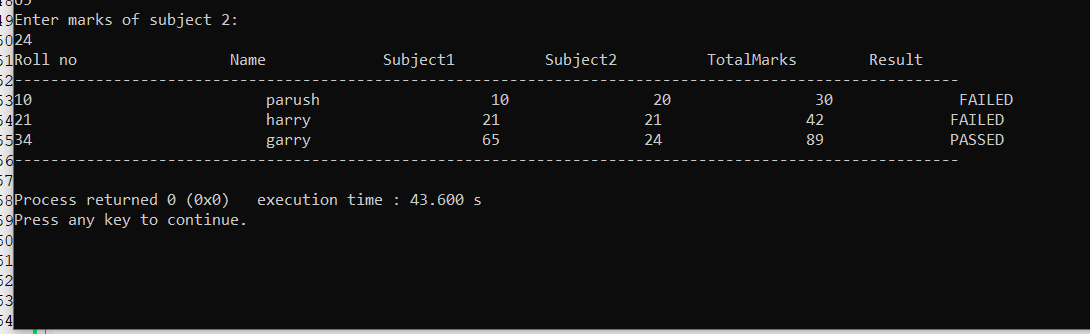 Enter marks of subject 2:
24
Roll no Name Subject1 Subject2 TotalMarks Result
---------------------------------------------------------------------------------------------------------
10 parush 10 20 30 FAILED
21 harry 21 21 42 FAILED
34 garry 65 24 89 PASSED
---------------------------------------------------------------------------------------------------------
Process returned 0 (0x0) execution time : 43.600 s
Press any key to continue.